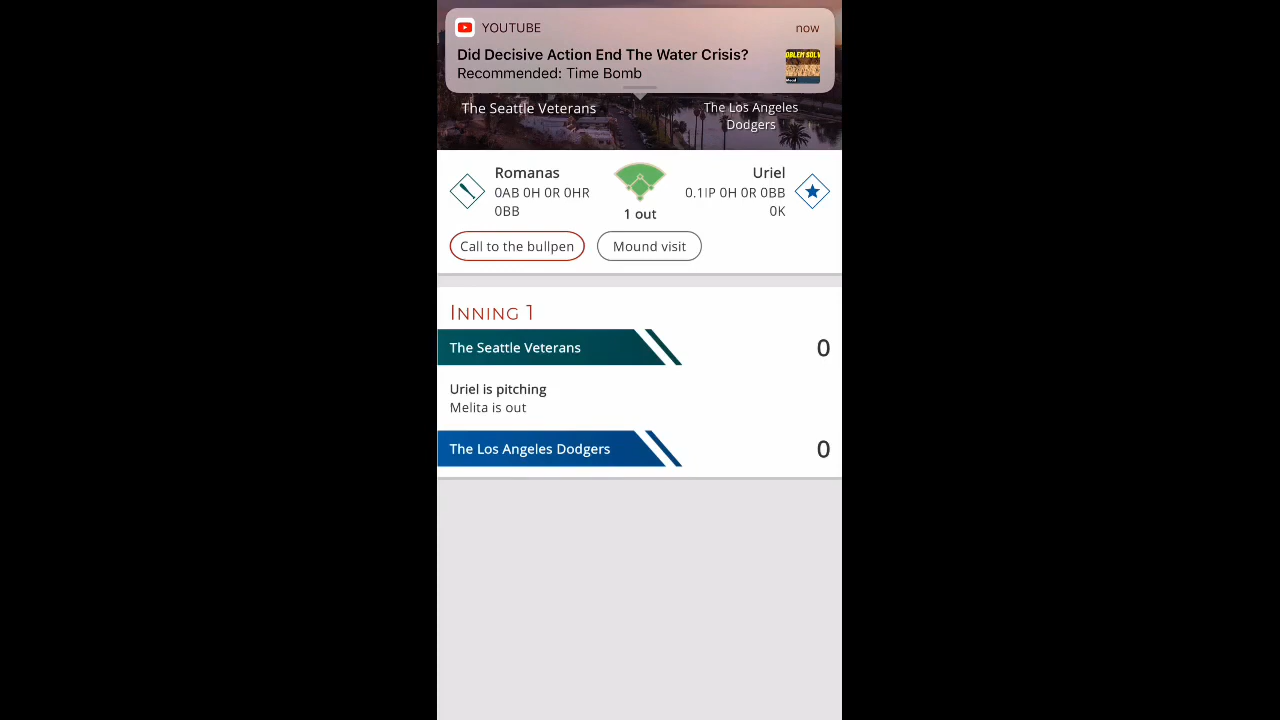 YOUTUBE
now
Did Decisive Action End The Water Crisis?
Recommended: Time Bomb
The Seattle Veterans
The Los Angeles
Dodgers
Romanas
0AB 0H 0R 0HR
0BB
1 out
Uriel
0.1IP 0H 0R 0BB
0K
Call to the bullpen
Mound visit
INNING 1
The Seattle Veterans
0
Uriel is pitching
Melita is out
The Los Angeles Dodgers
0